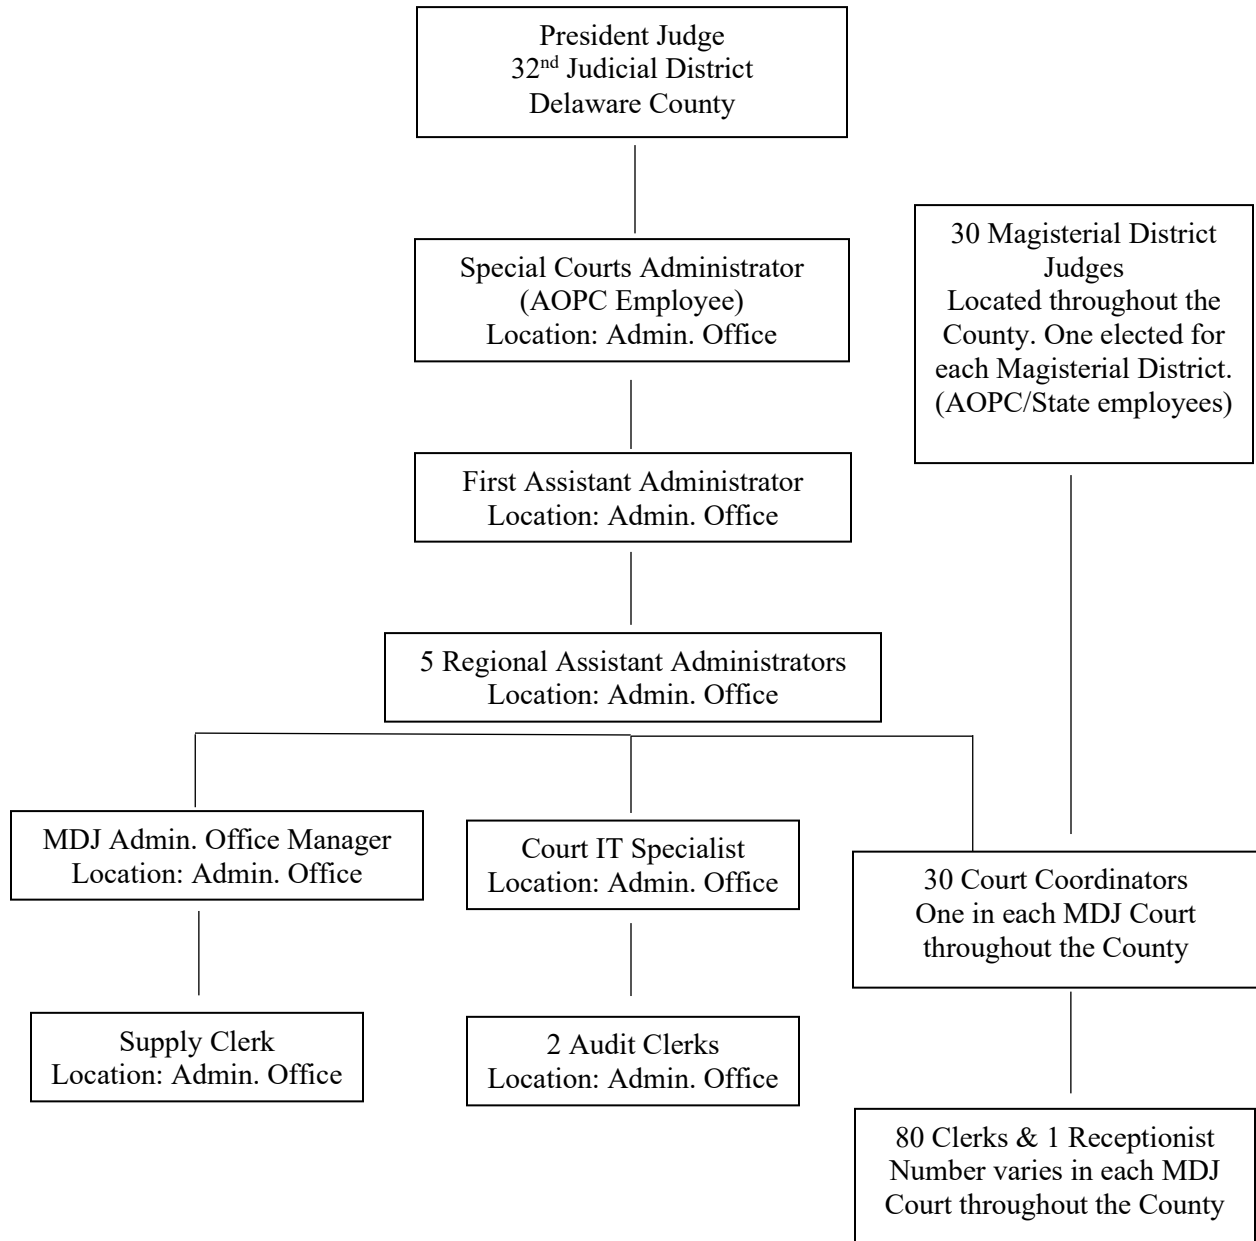 President Judge
32nd Judicial District
Delaware County
Special Courts Administrator
(AOPC Employee)
Location: Admin. Office
30 Magisterial District
Judges
Located throughout the
County. One elected for
each Magisterial District.
(AOPC/State employees)
First Assistant Administrator
Location: Admin. Office
5 Regional Assistant Administrators
Location: Admin. Office
MDJ Admin. Office Manager
Location: Admin. Office
Court IT Specialist
Location: Admin. Office
30 Court Coordinators
One in each MDJ Court
throughout the County
Supply Clerk
Location: Admin. Office
2 Audit Clerks
Location: Admin. Office
80 Clerks & 1 Receptionist
Number varies in each MDJ
Court throughout the County